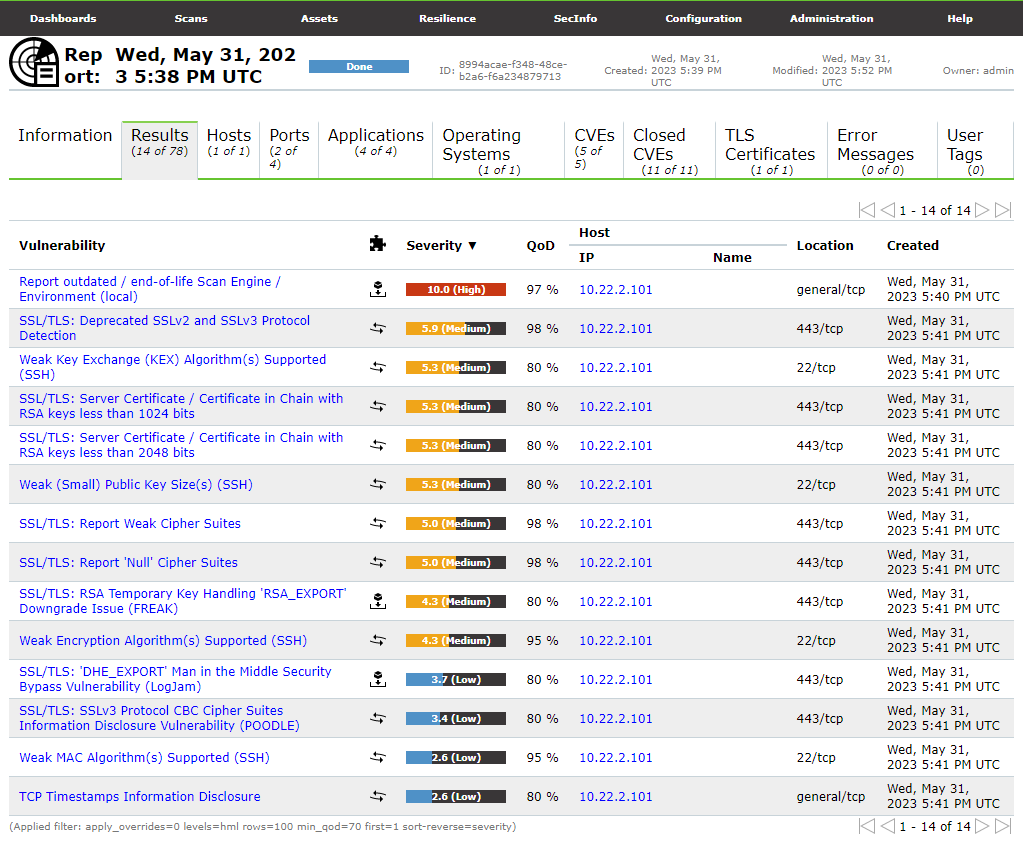 Dashboards Scans Assets Resilience SecInfo Configuration Administration Help
Rep
ort:
Wed, May 31, 202
3 5:38 PM UTC
Done
ID: 8994acae-f348-48ce-
b2a6-f6a234879713
Created: Wed, May 31,
2023 5:39 PM
UTC
Modified: Wed, May 31,
2023 5:52 PM
UTC
Owner: admin
Information
Results
(14 of 78)
Hosts
(1 of 1)
Ports
(2 of
4)
Applications
(4 of 4)
Operating
Systems
(1 of 1)
CVEs
(5 of
5)
Closed
CVEs
(11 of 11)
TLS
Certificates
(1 of 1)
Error
Messages
(0 of 0)
User
Tags
(0)
1 - 14 of 14
Vulnerability Severity ▼ QoD Host Location Created
IP Name
Report outdated / end-of-life Scan Engine /
Environment (local)
10.0 (High) 97 % 10.22.2.101 general/tcp
Wed, May 31,
2023 5:40 PM UTC
SSL/TLS: Deprecated SSLv2 and SSLv3 Protocol
Detection
5.9 (Medium) 98 % 10.22.2.101 443/tcp
Wed, May 31,
2023 5:41 PM UTC
Weak Key Exchange (KEX) Algorithm(s) Supported
(SSH)
5.3 (Medium) 80 % 10.22.2.101 22/tcp
Wed, May 31,
2023 5:41 PM UTC
SSL/TLS: Server Certificate / Certificate in Chain with
RSA keys less than 1024 bits
5.3 (Medium) 80 % 10.22.2.101 443/tcp
Wed, May 31,
2023 5:41 PM UTC
SSL/TLS: Server Certificate / Certificate in Chain with
RSA keys less than 2048 bits
5.3 (Medium) 80 % 10.22.2.101 443/tcp
Wed, May 31,
2023 5:41 PM UTC
Weak (Small) Public Key Size(s) (SSH)
5.3 (Medium) 80 % 10.22.2.101 22/tcp
Wed, May 31,
2023 5:41 PM UTC
SSL/TLS: Report Weak Cipher Suites
5.0 (Medium) 98 % 10.22.2.101 443/tcp
Wed, May 31,
2023 5:41 PM UTC
SSL/TLS: Report 'Null' Cipher Suites
5.0 (Medium) 98 % 10.22.2.101 443/tcp
Wed, May 31,
2023 5:41 PM UTC
SSL/TLS: RSA Temporary Key Handling 'RSA_EXPORT'
Downgrade Issue (FREAK)
4.3 (Medium) 80 % 10.22.2.101 443/tcp
Wed, May 31,
2023 5:41 PM UTC
Weak Encryption Algorithm(s) Supported (SSH)
4.3 (Medium) 95 % 10.22.2.101 22/tcp
Wed, May 31,
2023 5:41 PM UTC
SSL/TLS: 'DHE_EXPORT' Man in the Middle Security
Bypass Vulnerability (LogJam)
3.7 (Low) 80 % 10.22.2.101 443/tcp
Wed, May 31,
2023 5:41 PM UTC
SSL/TLS: SSLv3 Protocol CBC Cipher Suites
Information Disclosure Vulnerability (POODLE)
3.4 (Low) 80 % 10.22.2.101 443/tcp
Wed, May 31,
2023 5:41 PM UTC
Weak MAC Algorithm(s) Supported (SSH)
2.6 (Low) 95 % 10.22.2.101 22/tcp
Wed, May 31,
2023 5:41 PM UTC
TCP Timestamps Information Disclosure
2.6 (Low) 80 % 10.22.2.101 general/tcp
Wed, May 31,
2023 5:41 PM UTC
(Applied filter: apply_overrides=0 levels=hml rows=100 min_qod=70 first=1 sort-reverse=severity)
1 - 14 of 14